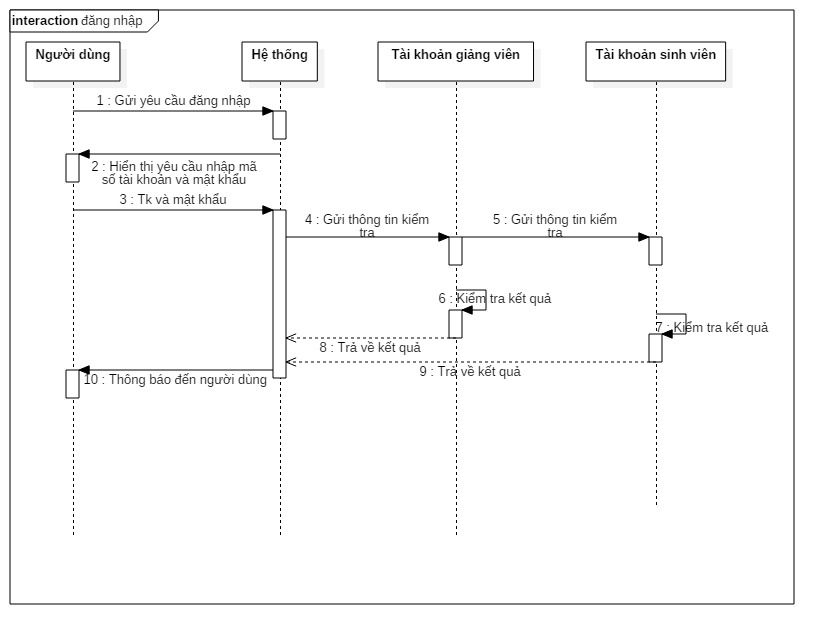 interaction đăng nhập
Người dùng
Hệ thống
Tài khoản giảng viên
Tài khoản sinh viên
1 : Gửi yêu cầu đăng nhập
2 : Hiển thị yêu cầu nhập mã
số tài khoản và mật khẩu
3 : Tk và mật khẩu
4 : Gửi thông tin kiểm
tra
5 : Gửi thông tin kiểm
tra
6 : Kiểm tra kết quả
7 : Kiểm tra kết quả
8 : Trả về kết quả
9 : Trả về kết quả
10 : Thông báo đến người dùng